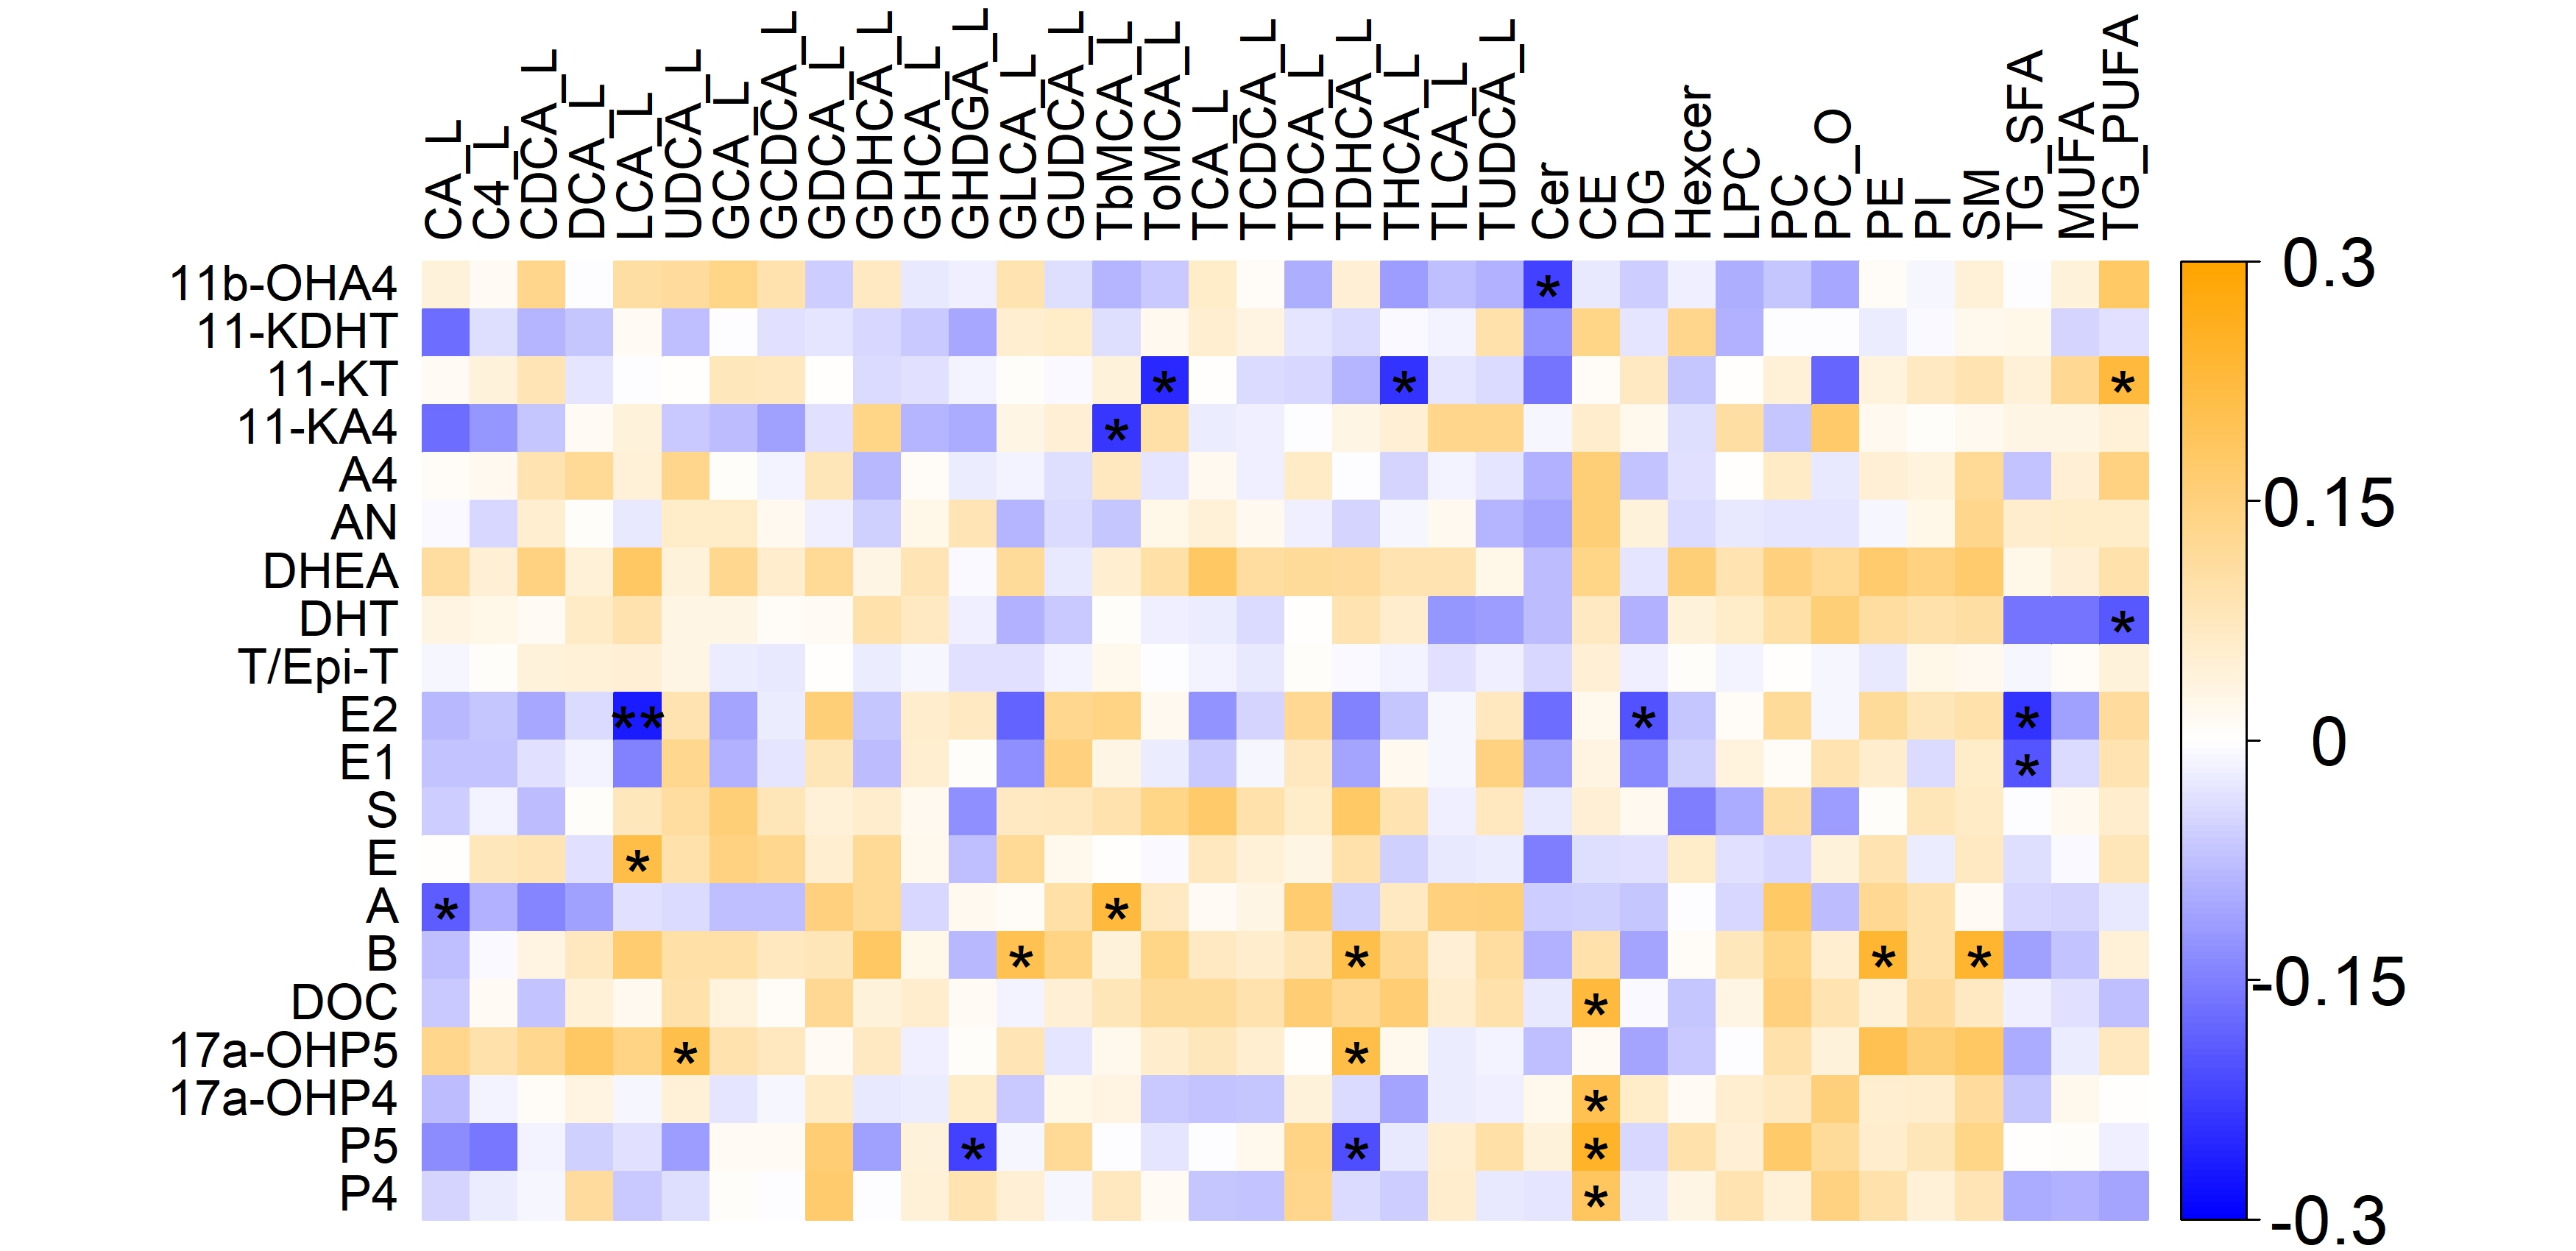 CA_L
C4_L
CDCA_L
DCA_L
LCA_L
UDCA_L
GCA_L
GCDCA_L
GDCA_L
GDHCA_L
GHCA_L
GHDGA_L
GLCA_L
GUDCA_L
TbMCA_L
ToMCA_L
TCA_L
TCDCA_L
TDCA_L
TDHCA_L
THCA_L
TLCA_L
TUDCA_L
Cer
CE
DG
Hexcer
LPC
PC
PC_O
PE
PI
SM
TG_SFA
MUFA
TG_PUFA
11b-OHA4 *
11-KDHT
11-KT * * *
11-KA4 *
A4
AN
DHEA
DHT *
T/Epi-T
E2 ** * *
E1 *
S
E *
A * *
B * * * *
DOC *
17a-OHP5 * *
17a-OHP4 *
P5 * * *
P4 *
0.3
0.15
0
-0.15
-0.3